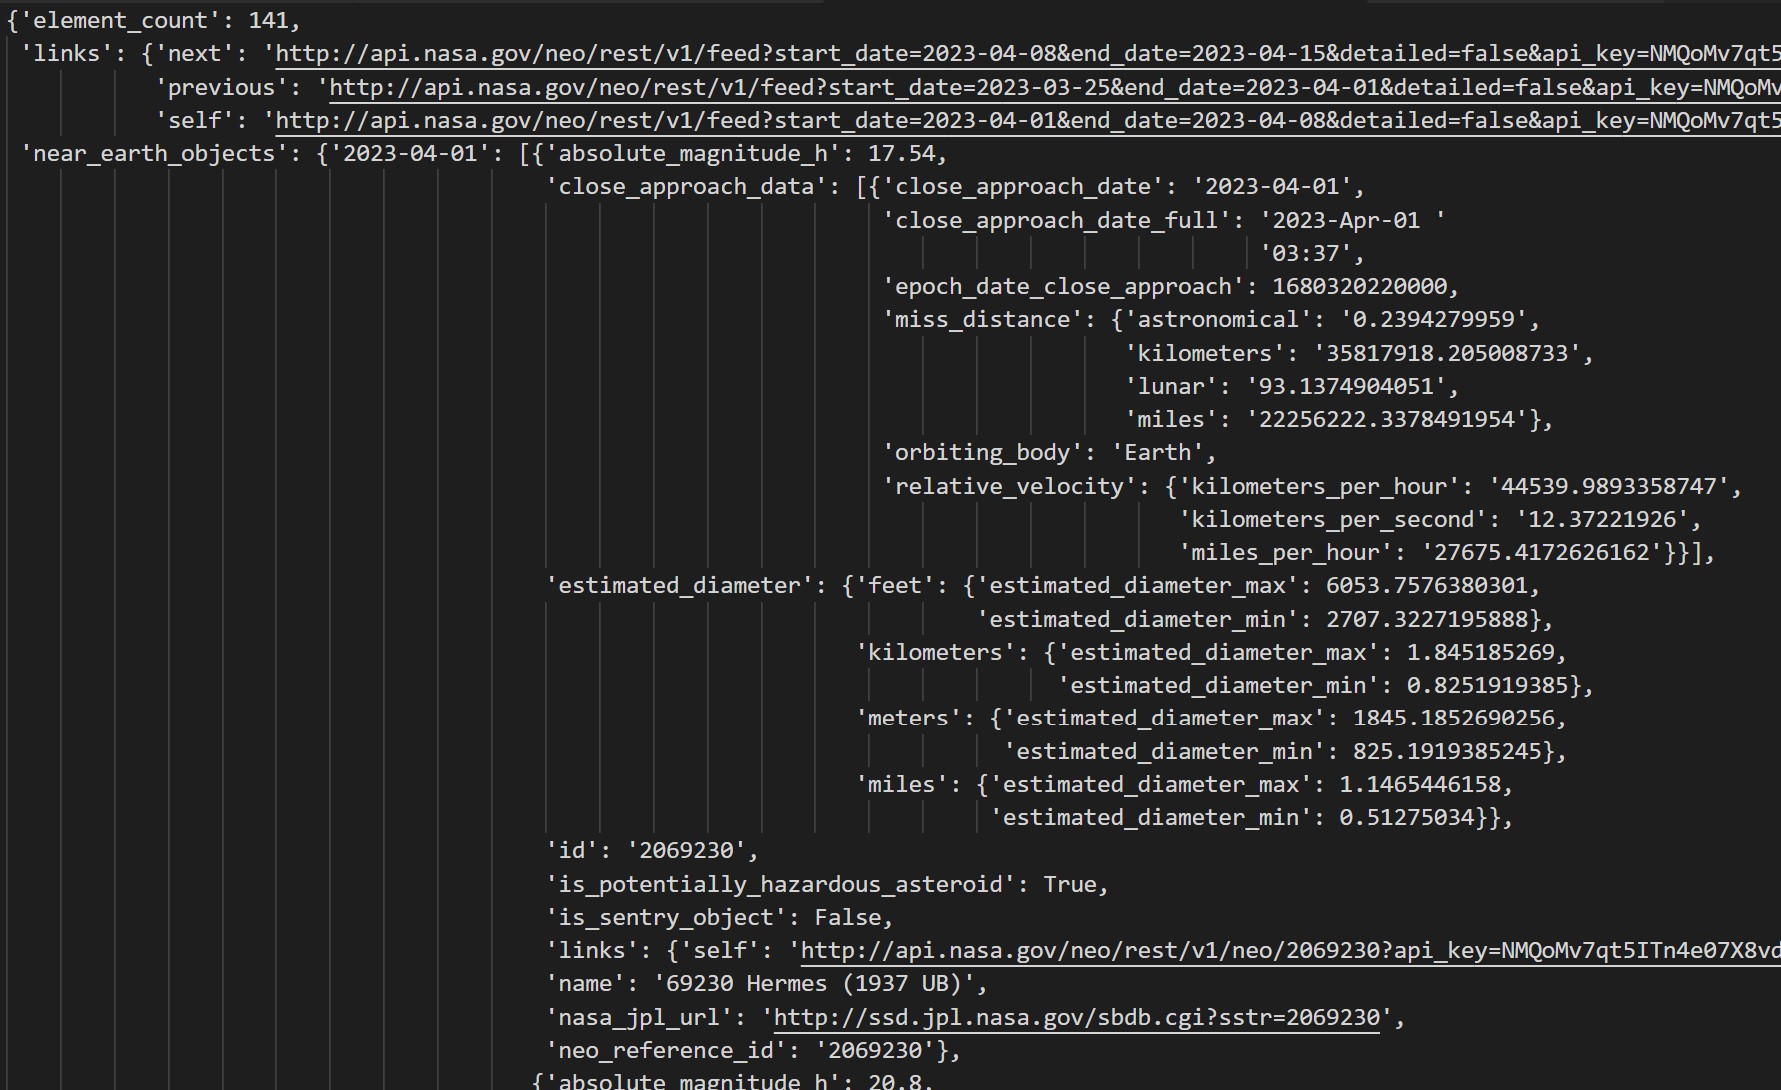 {'element_count': 141,
'links': {'next': 'http://api.nasa.gov/neo/rest/v1/feed?start_date=2023-04-08&end_date=2023-04-15&detailed=false&api_key=NMQoMv7qt5
'previous': 'http://api.nasa.gov/neo/rest/v1/feed?start_date=2023-03-25&end_date=2023-04-01&detailed=false&api_key=NMQoMv
'self': 'http://api.nasa.gov/neo/rest/v1/feed?start_date=2023-04-01&end_date=2023-04-08&detailed=false&api_key=NMQoMv7qt5
'near_earth_objects': {'2023-04-01': [{'absolute_magnitude_h': 17.54,
'close_approach_data': [{'close_approach_date': '2023-04-01',
'close_approach_date_full': '2023-Apr-01 '
'03:37',
'epoch_date_close_approach': 1680320220000,
'miss_distance': {'astronomical': '0.2394279959',
'kilometers': '35817918.205008733',
'lunar': '93.1374904051',
'miles': '22256222.3378491954'},
'orbiting_body': 'Earth',
'relative_velocity': {'kilometers_per_hour': '44539.9893358747',
'kilometers_per_second': '12.37221926',
'miles_per_hour': '27675.4172626162'}}],
'estimated_diameter': {'feet': {'estimated_diameter_max': 6053.7576380301,
'estimated_diameter_min': 2707.3227195888},
'kilometers': {'estimated_diameter_max': 1.845185269,
'estimated_diameter_min': 0.8251919385},
'meters': {'estimated_diameter_max': 1845.1852690256,
'estimated_diameter_min': 825.1919385245},
'miles': {'estimated_diameter_max': 1.1465446158,
'estimated_diameter_min': 0.51275034}},
'id': '2069230',
'is_potentially_hazardous_asteroid': True,
'is_sentry_object': False,
'links': {'self': 'http://api.nasa.gov/neo/rest/v1/neo/2069230?api_key=NMQoMv7qt5ITn4e07X8vd
'name': '69230 Hermes (1937 UB)',
'nasa_jpl_url': 'http://ssd.jpl.nasa.gov/sbdb.cgi?sstr=2069230',
'neo_reference_id': '2069230'},
{'absolute_magnitude_h': 20.8,